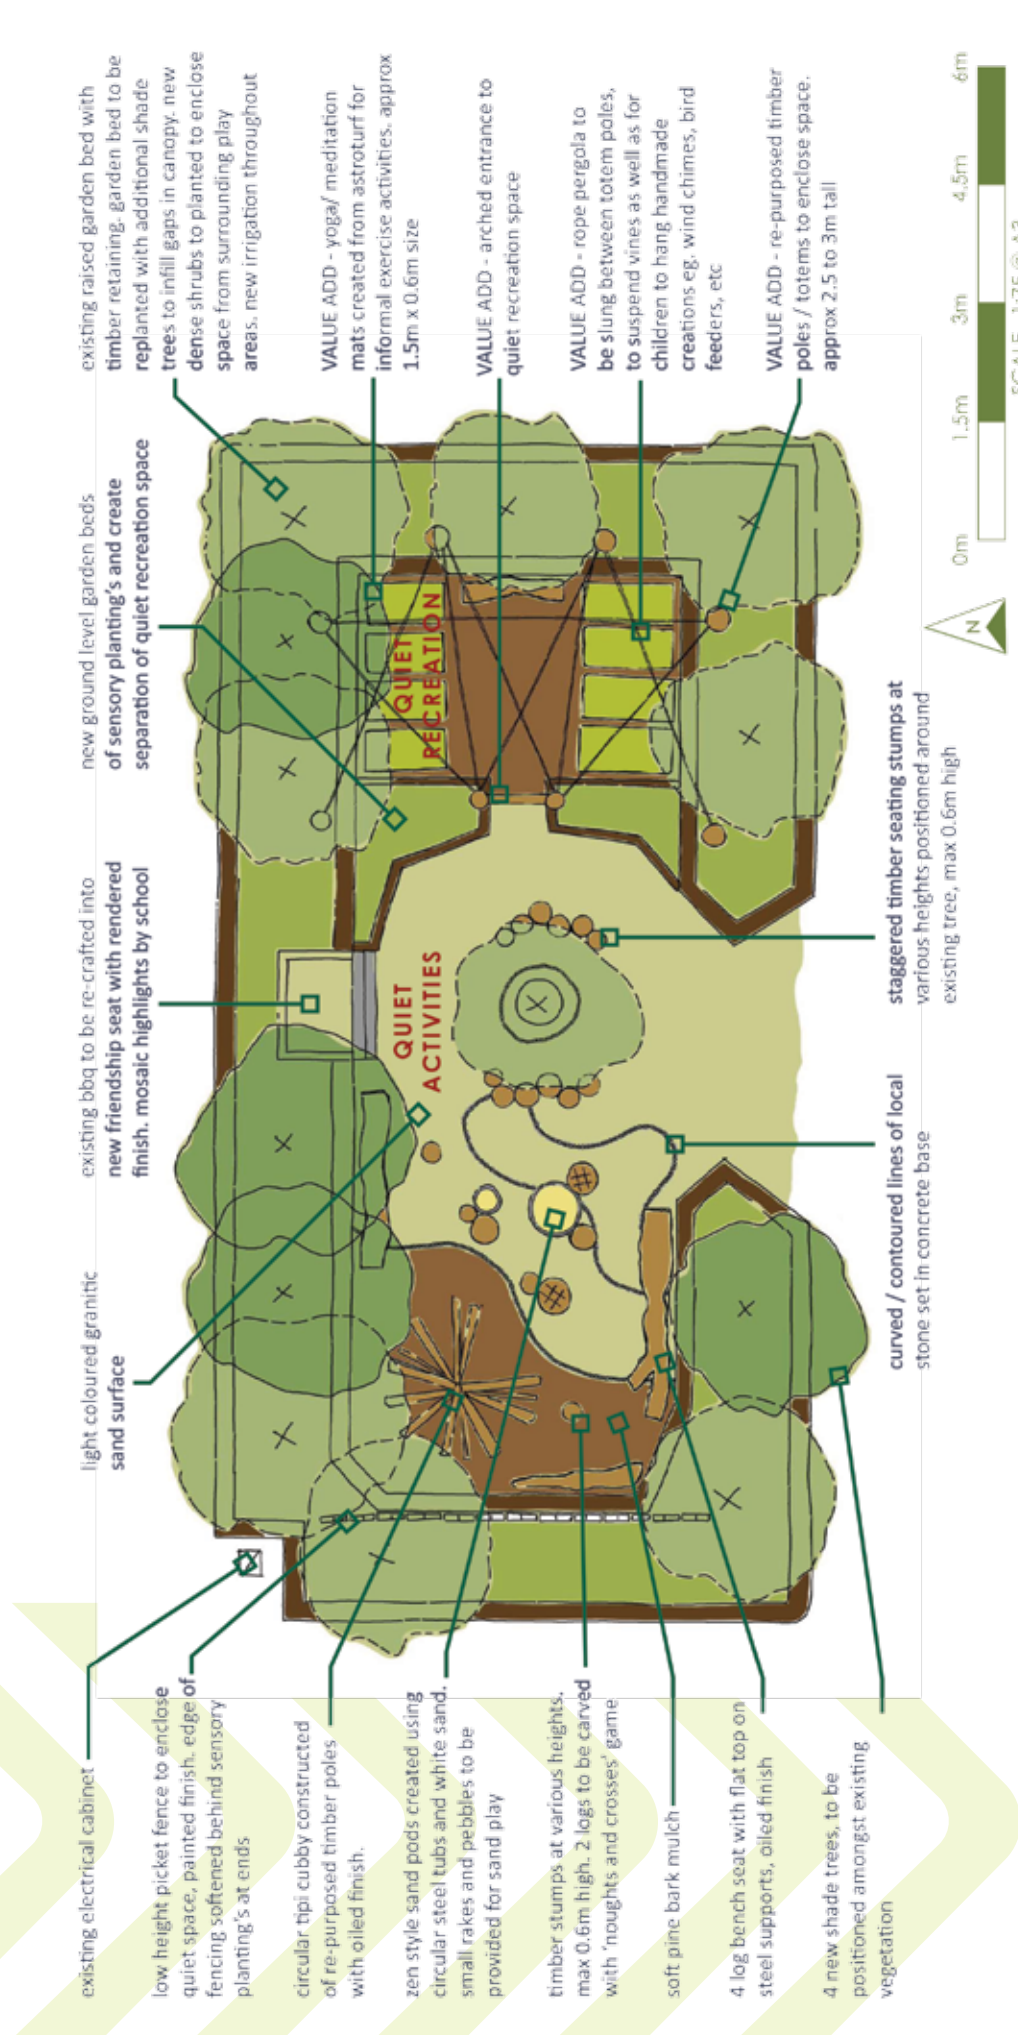 existing electrical cabinet
low height picket fence to enclose
quiet space, painted finish. edge of
fencing softened behind sensory
planting's at ends
circular tipi cubby constructed
of re-purposed timber poles
with oiled finish.
zen style sand pods created using
circular steel tubs and white sand.
small rakes and pebbles to be
provided for sand play
timber stumps at various heights.
max 0.6m high. 2 logs to be carved
with 'noughts and crosses' game
soft pine bark mulch
4 log bench seat with flat top on
steel supports, oiled finish
4 new shade trees, to be
positioned amongst existing
vegetation
light coloured granitic
sand surface
existing bbq to be re-crafted into
new friendship seat with rendered
finish. mosaic highlights by school
new ground level garden beds
of sensory planting's and create
separation of quiet recreation space
existing raised garden bed with
timber retaining. garden bed to be
replanted with additional shade
trees to infill gaps in canopy. new
dense shrubs to planted to enclose
space from surrounding play
areas. new irrigation throughout
VALUE ADD - yoga/ meditation
mats created from astroturf for
informal exercise activities. approx
1.5m x 0.6m size
VALUE ADD - arched entrance to
quiet recreation space
VALUE ADD - rope pergola to
be slung between totem poles,
to suspend vines as well as for
children to hang handmade
creations eg. wind chimes, bird
feeders, etc
VALUE ADD - re-purposed timber
poles / totems to enclose space.
approx 2.5 to 3m tall
QUIET
ACTIVITIES
QUIET
RECREATION
curved / contoured lines of local
stone set in concrete base
staggered timber seating stumps at
various heights positioned around
existing tree, max 0.6m high
N
0m 1.5m 3m 4.5m 6m
SCALE 1:75 @ A3